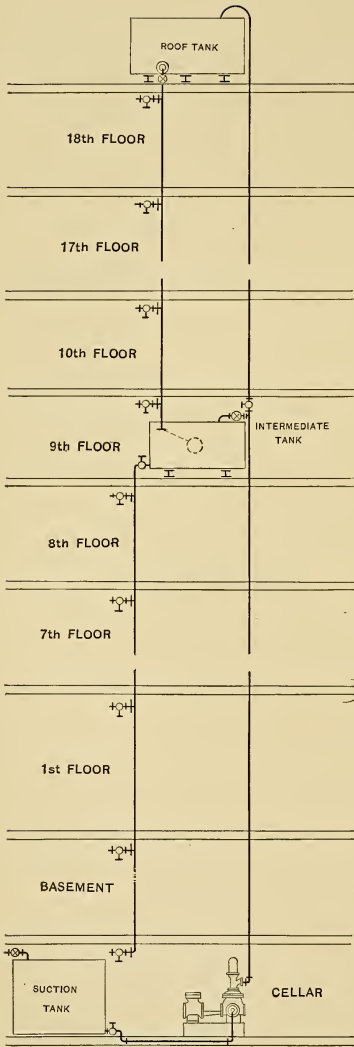 ROOF TANK
18th FLOOR
17th FLOOR
10th FLOOR
INTERMEDIATE
TANK
9th FLOOR
8th FLOOR
7th FLOOR
1st FLOOR
BASEMENT
SUCTION
TANK
CELLAR